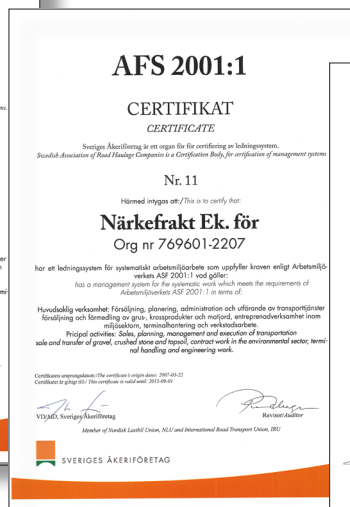 AFS 2001:1
CERTIFIKAT
CERTIFICATE
Sveriges Åkeriföretag är ett organ för för certifiering av ledningssystem.
Swedish Association of Road Haulage Companies is a Certification Body, for certification of management systems
Nr. 11
Härmed intygas att:/This is to certify that:
Närkefrakt Ek. för
Org nr 769601-2207
har ett ledningssystem för systematiskt arbetsmiljöarbete som uppfyller kraven enligt Arbetsmiljö-
verkets ASF 2001:1 vad gäller:
has a management system for the systematic work which meets the requirements of
Arbetsmiljöverkets ASF 2001:1 in terms of:
Huvudsaklig verksamhet: Försäljning, planering, administration och utförande av transporttjänster
försäljning och förmedling av grus-, krossprodukter och matjord, entreprenadverksamhet inom
miljösektorn, terminalhantering och verkstadsarbete.
Pricipal activities: Sales, planning, management and execution of transportation
sale and transfer of gravel, crushed stone and topsoil, contract work in the environmental sector, termi-
nal handling and engineering work.
Certifikatets ursprungsdatum:/The certificate's origin dates: 2007-03-22
Certifikatet är giltigt till:/ This certificate is valid until: 2013-09-01
VD/MD, Sveriges Åkeriföretag
Revisor/Auditor
Member of Nordisk Lastbil Union, NLU and International Road Transport Union, IRU
SVERIGES ÅKERIFÖRETAG